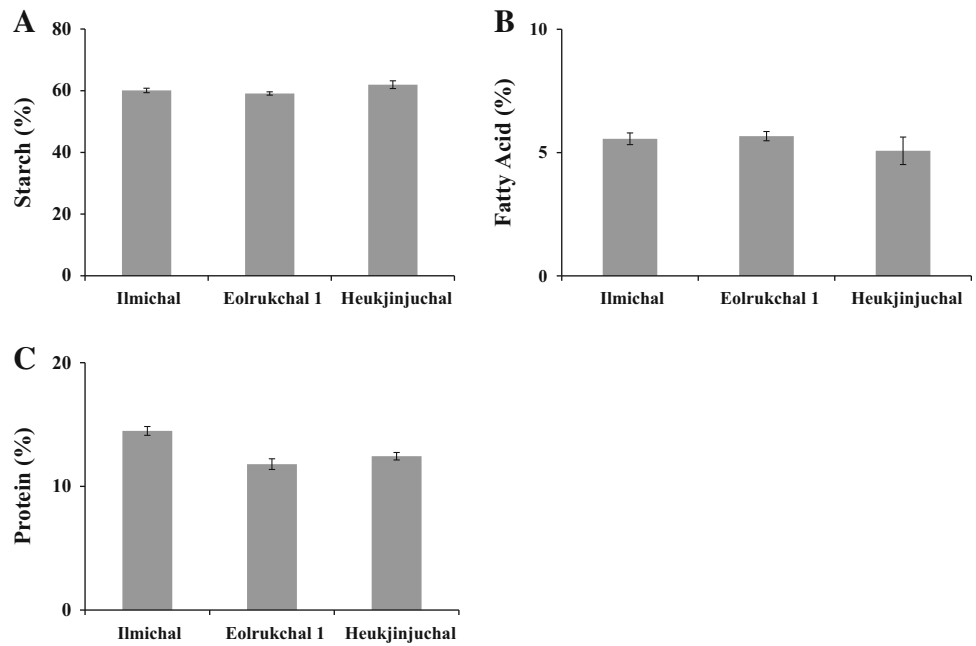 A
Starch (%)
80
60
40
20
0
Ilmichal Eolrukchal 1 Heukjinjuchal
B
Fatty Acid (%)
10
5
0
Ilmichal Eolrukchal 1 Heukjinjuchal
C
Protein (%)
20
10
0
Ilmichal Eolrukchal 1 Heukjinjuchal